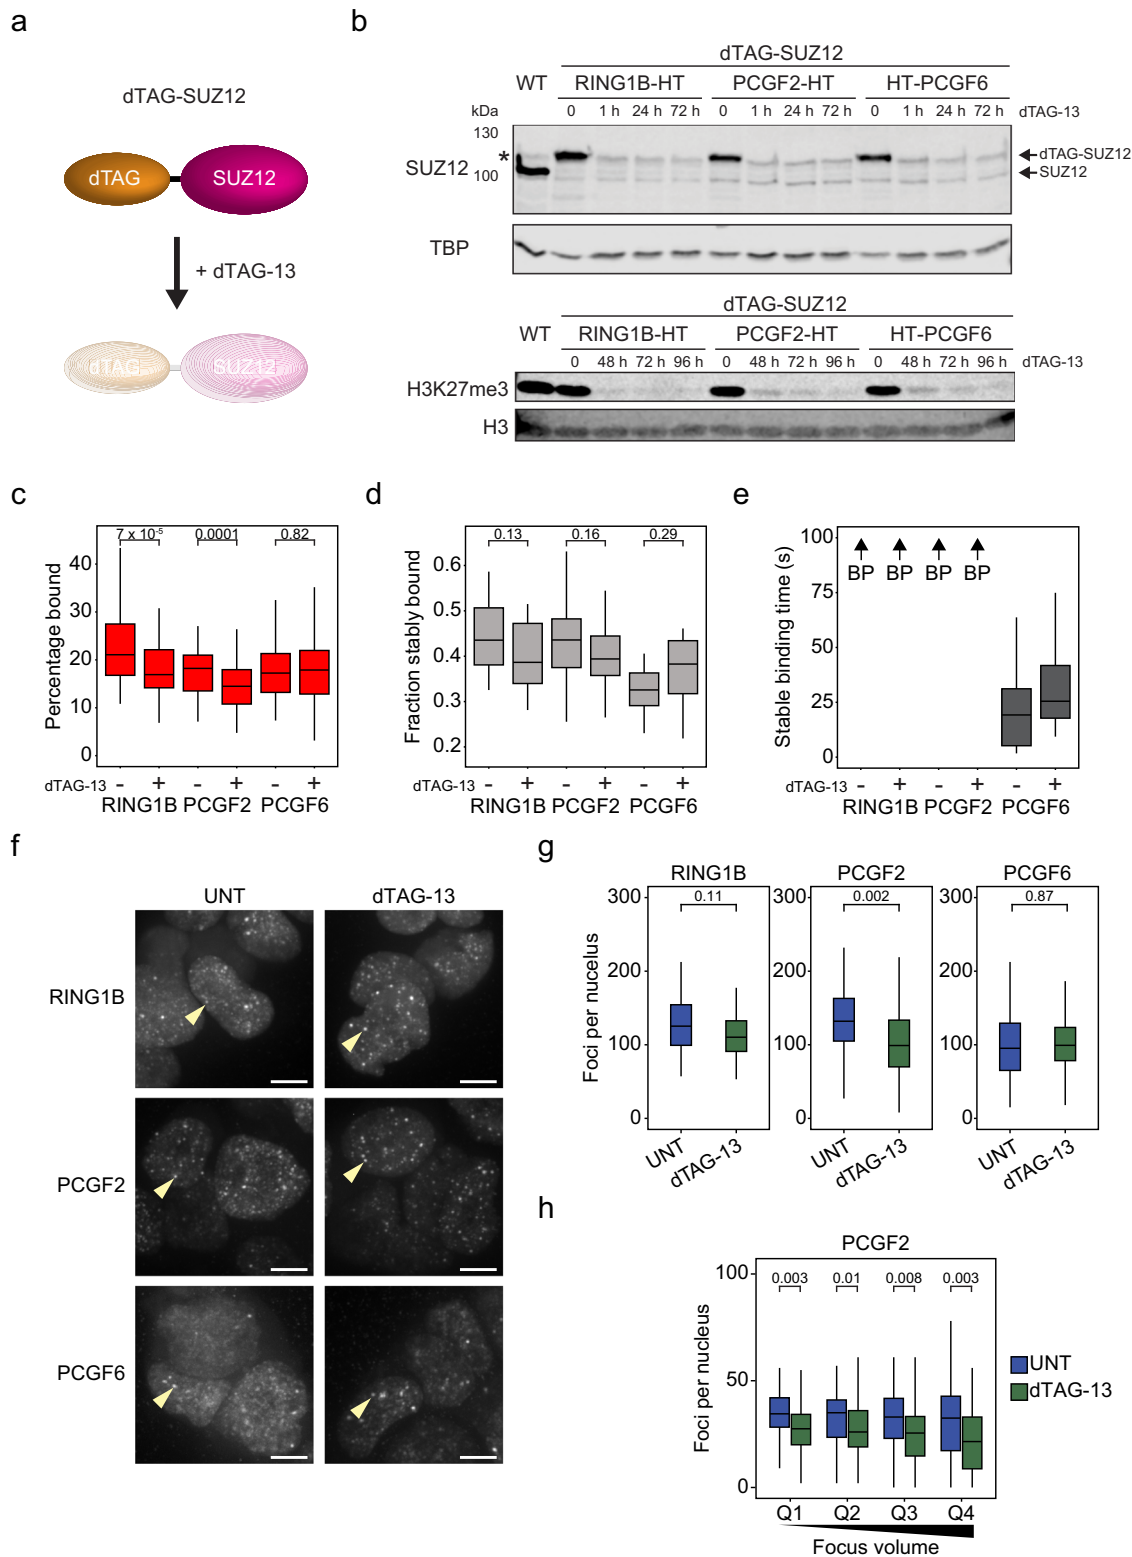 a
dTAG-SUZ12
dTAG SUZ12
+ dTAG-13
dTAG SUZ12
b
dTAG-SUZ12
WT RING1B-HT PCGF2-HT HT-PCGF6
kDa 0 1 h 24 h 72 h 0 1 h 24 h 72 h 0 1 h 24 h 72 h dTAG-13
130
* dTAG-SUZ12
SUZ12 100 SUZ12
TBP
dTAG-SUZ12
WT RING1B-HT PCGF2-HT HT-PCGF6
0 48 h 72 h 96 h 0 48 h 72 h 96 h 0 48 h 72 h 96 h dTAG-13
H3K27me3
H3
c
Percentage bound
7 x 10⁻⁵ 0.0001 0.82
40
30
20
10
0
dTAG-13 - + - + - +
RING1B PCGF2 PCGF6
d
Fraction stably bound
0.13 0.16 0.29
0.6
0.5
0.4
0.3
0.2
dTAG-13 - + - + - +
RING1B PCGF2 PCGF6
e
Stable binding time (s)
100
BP BP BP BP
75
50
25
0
dTAG-13 - + - + - +
RING1B PCGF2 PCGF6
f
UNT dTAG-13
RING1B
PCGF2
PCGF6
g
RING1B PCGF2 PCGF6
Foci per nucelus
300 300 300
0.11 0.002 0.87
200 200 200
100 100 100
0 0 0
UNT dTAG-13 UNT dTAG-13 UNT dTAG-13
h
PCGF2
Foci per nucleus
100
0.003 0.01 0.008 0.003
50
0
Q1 Q2 Q3 Q4
Focus volume
UNT
dTAG-13